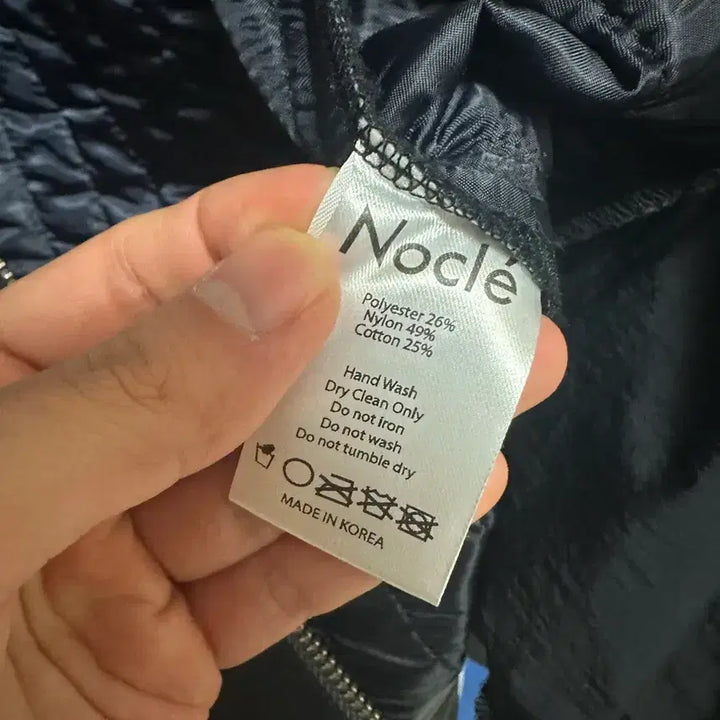 Noclé
Polyester 26%
Nylon 49%
Cotton 25%
Hand Wash
Dry Clean Only
Do not iron
Do not wash
Do not tumble dry
MADE IN KOREA